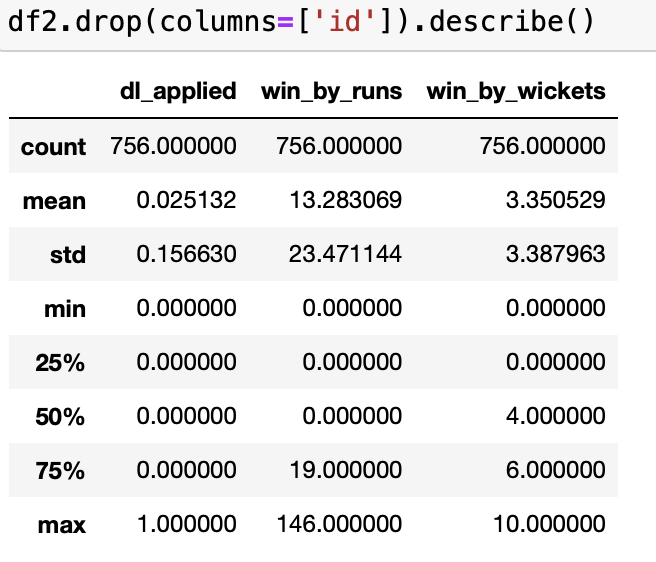 df2.drop(columns=['id']).describe()
dl_applied win_by_runs win_by_wickets
count 756.000000 756.000000 756.000000
mean 0.025132 13.283069 3.350529
std 0.156630 23.471144 3.387963
min 0.000000 0.000000 0.000000
25% 0.000000 0.000000 0.000000
50% 0.000000 0.000000 4.000000
75% 0.000000 19.000000 6.000000
max 1.000000 146.000000 10.000000